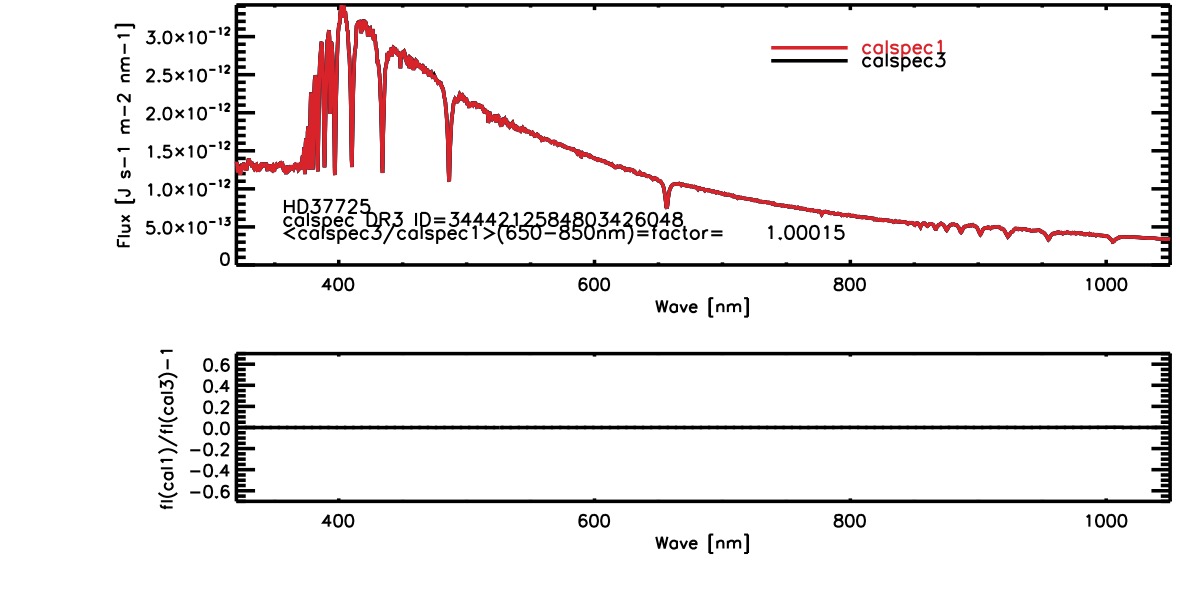 Flux [J s−1 m−2 nm−1]
3.0×10−12
2.5×10−12
2.0×10−12
1.5×10−12
1.0×10−12
5.0×10−13
0
calspec1
calspec3
HD37725
calspec DR3 ID=3444212584803426048
<calspec3/calspec1>(650−850nm)=factor= 1.00015
400 600 800 1000
Wave [nm]
fl(cal1)/fl(cal3)−1
0.6
0.4
0.2
0.0
−0.2
−0.4
−0.6
400 600 800 1000
Wave [nm]